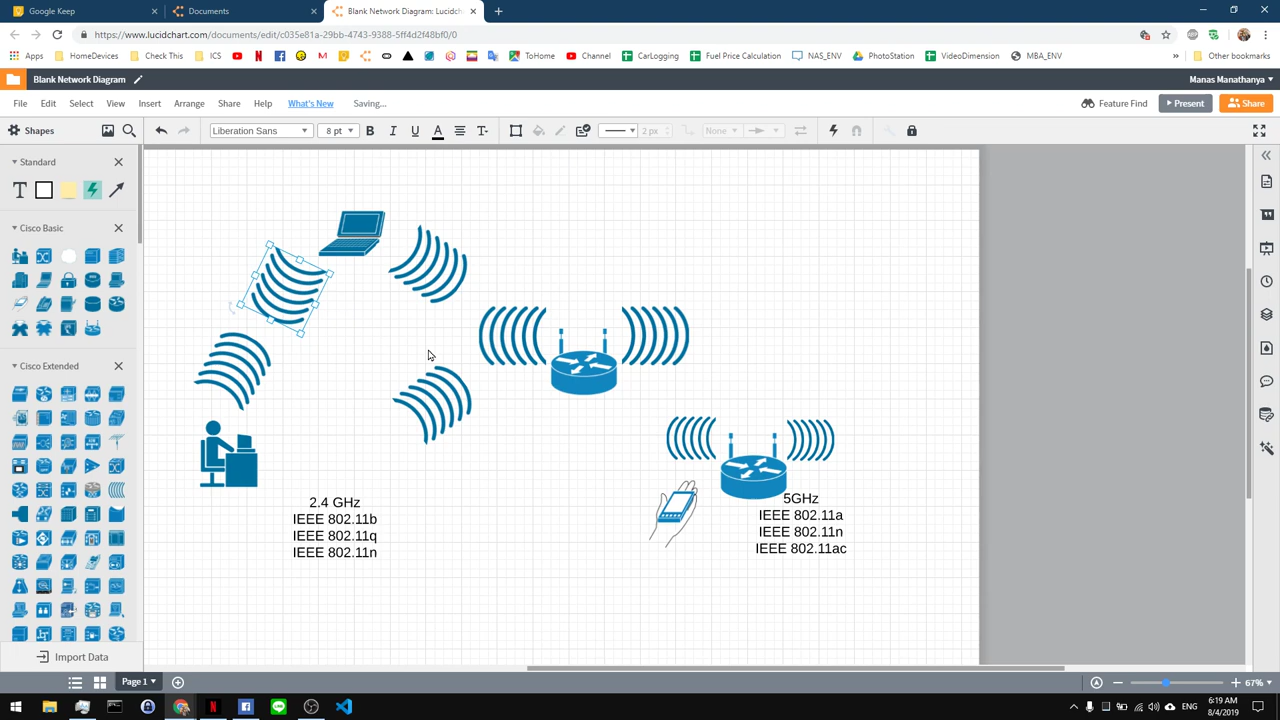 Google Keep
Documents
Blank Network Diagram: Lucidch
https://www.lucidchart.com/documents/edit/c035e81a-29bb-4743-9388-5ff4d2f48bf0/0
Apps
HomeDevices
Check This
ICS
ToHome
Channel
CarLogging
Fuel Price Calculation
NAS_ENV
PhotoStation
VideoDimension
MBA_ENV
»
Other bookmarks
Blank Network Diagram
Manas Manathanya
File
Edit
Select
View
Insert
Arrange
Share
Help
What's New
Saving...
Feature Find
Present
Share
Shapes
Liberation Sans
8 pt
B
I
U
A
T
2 px
None
Standard
T
Cisco Basic
Cisco Extended
2.4 GHz
IEEE 802.11b
IEEE 802.11q
IEEE 802.11n
5GHz
IEEE 802.11a
IEEE 802.11n
IEEE 802.11ac
Import Data
Page 1
67%
ENG
6:19 AM
8/4/2019